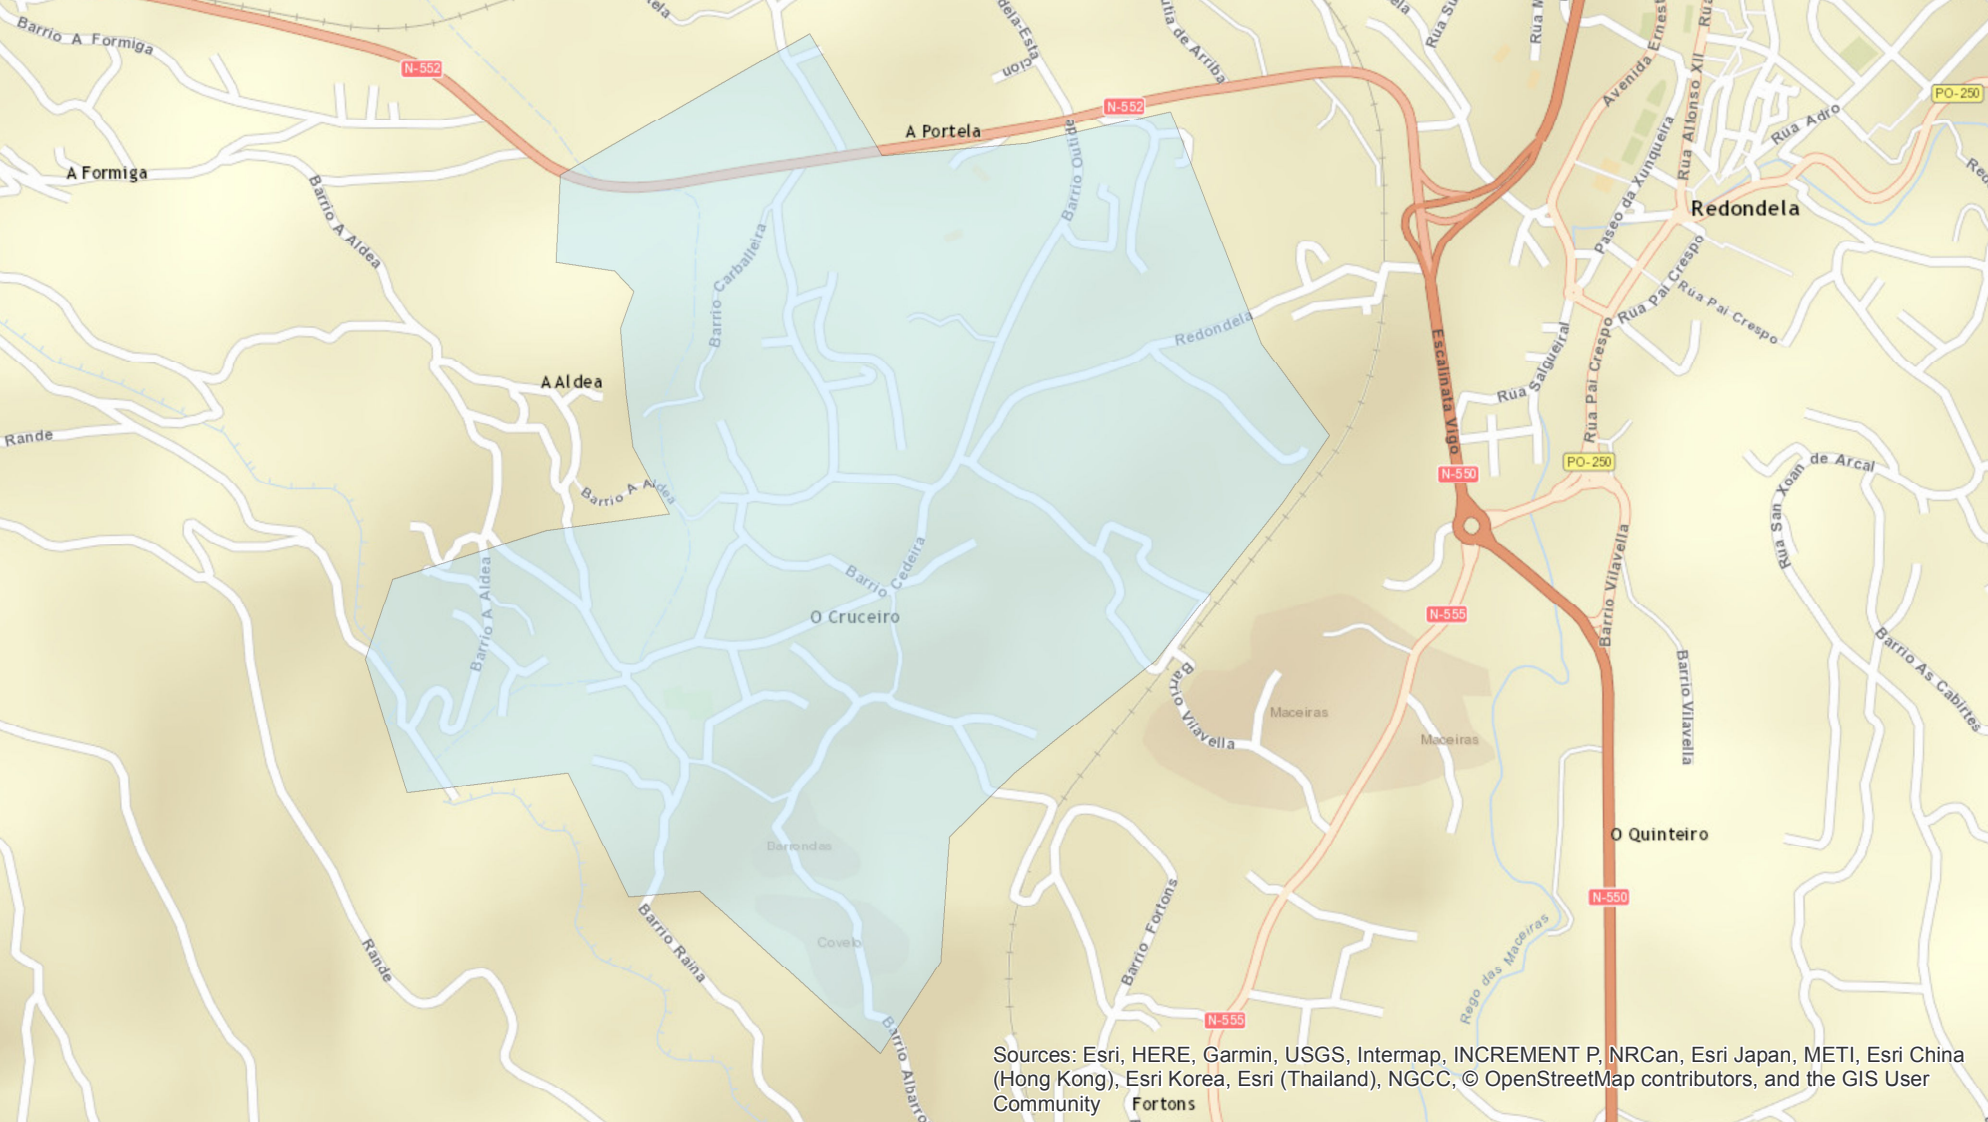 Barrio A Formiga
N-552
A Formiga
Barrio A Aldea
A Aldea
Rande
Barrio A Aldea
Barrio A Aldea
Rande
A Portela
N-552
Barrio Outide
Barrio Carballeira
Redondela
Barrio Cedeira
O Cruceiro
Barrondas
Covelo
Barrio Raina
Barrio Albarro
Barrio Vilavella
Barrio Fortons
Maceiras
Maceiras
Rua Alfonso XII
Rua Adro
PO-250
Paseo da Xunqueira
Redondela
Rua Pai Crespo
Rua Pai Crespo
Rua Pai Crespo
Rua Salgueiral
Escalinata Vigo
N-550
PO-250
N-555
Barrio Vilavella
Barrio Vilavella
Rua San Xoan de Arcal
Barrio As Cabirtes
O Quinteiro
N-550
Rego das Maceiras
N-555
Sources: Esri, HERE, Garmin, USGS, Intermap, INCREMENT P, NRCan, Esri Japan, METI, Esri China
(Hong Kong), Esri Korea, Esri (Thailand), NGCC, © OpenStreetMap contributors, and the GIS User
Community
Fortons